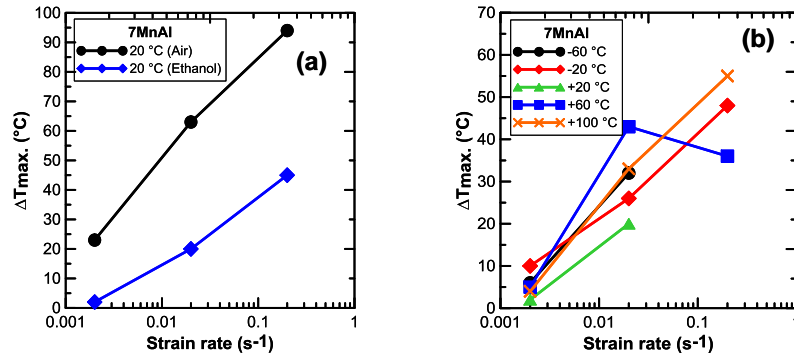 7MnAl
20 °C (Air)
20 °C (Ethanol)
(a)
100
90
80
70
60
50
40
30
20
10
0
ΔTmax. (°C)
0.001
0.01
0.1
1
Strain rate (s-1)
7MnAl
-60 °C
-20 °C
+20 °C
+60 °C
+100 °C
(b)
70
60
50
40
30
20
10
0
ΔTmax. (°C)
0.001
0.01
0.1
1
Strain rate (s-1)